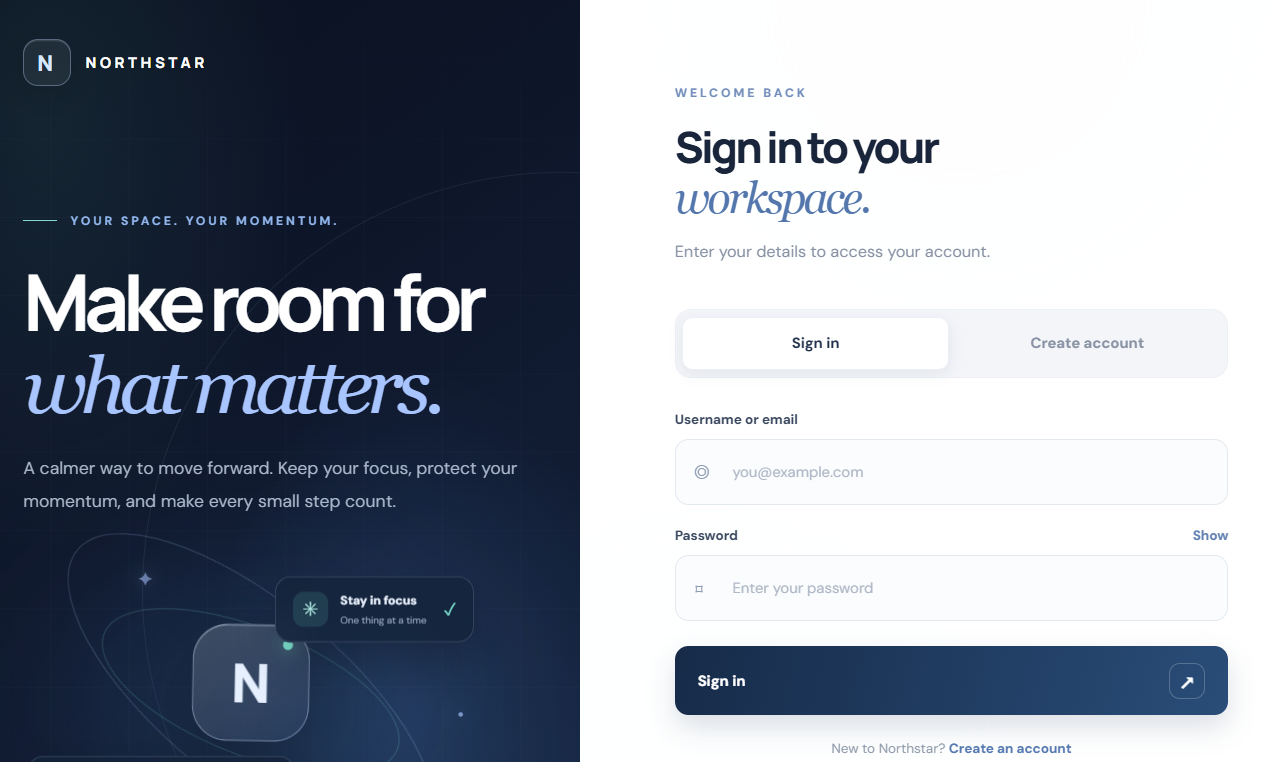 N
NORTHSTAR
YOUR SPACE. YOUR MOMENTUM.
Make room for
what matters.
A calmer way to move forward. Keep your focus, protect your
momentum, and make every small step count.
Stay in focus
One thing at a time
N
WELCOME BACK
Sign in to your
workspace.
Enter your details to access your account.
Sign in
Create account
Username or email
you@example.com
Password
Show
Enter your password
Sign in
New to Northstar? Create an account